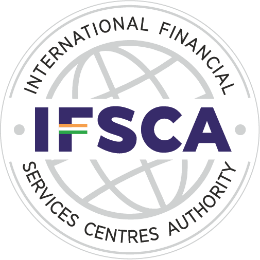 INTERNATIONAL FINANCIAL
IFSCA
SERVICES CENTRES AUTHORITY